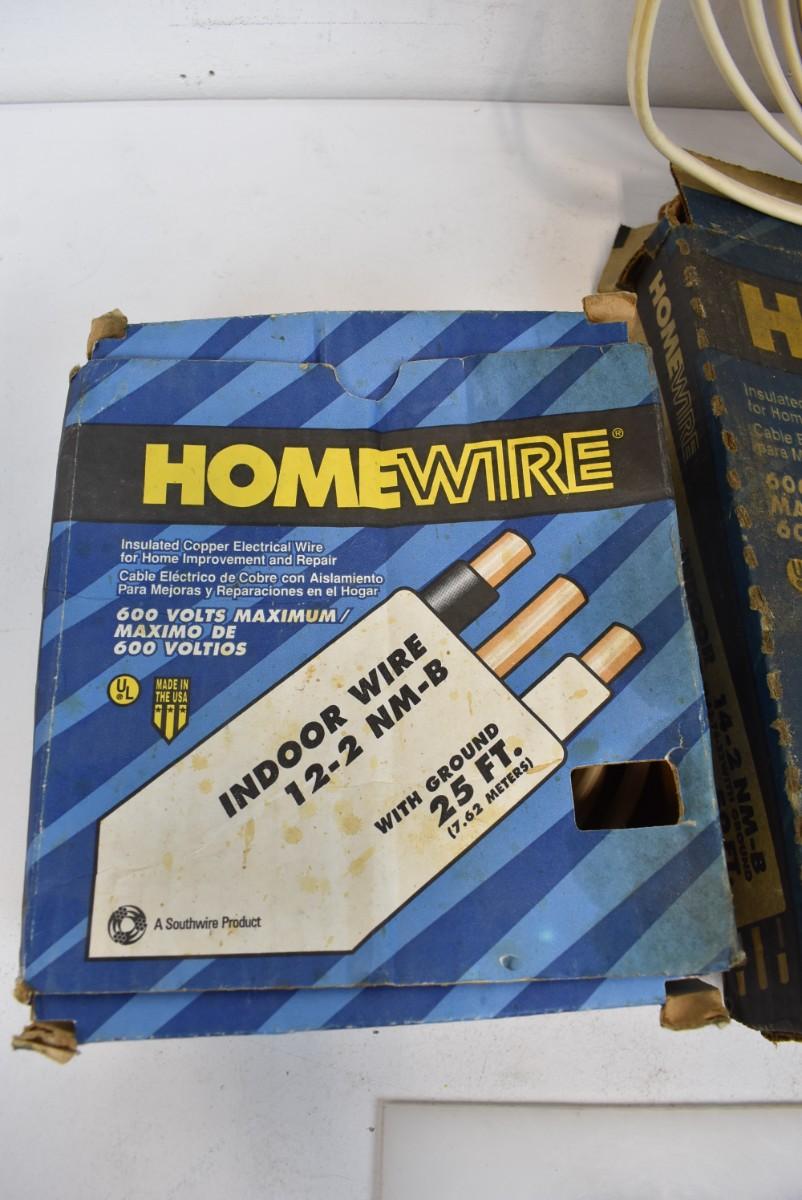 HOMEWIRE®
Insulated Copper Electrical Wire
for Home Improvement and Repair
Cable Eléctrico de Cobre con Aislamiento
Para Mejoras y Reparaciones en el Hogar
600 VOLTS MAXIMUM/
MAXIMO DE
600 VOLTIOS
UL
MADE IN
THE USA
INDOOR WIRE
12-2 NM-B
WITH GROUND
25 FT.
(7.62 METERS)
A Southwire Product
HOMEWIRE
14-2 NM-B
WITH GROUND